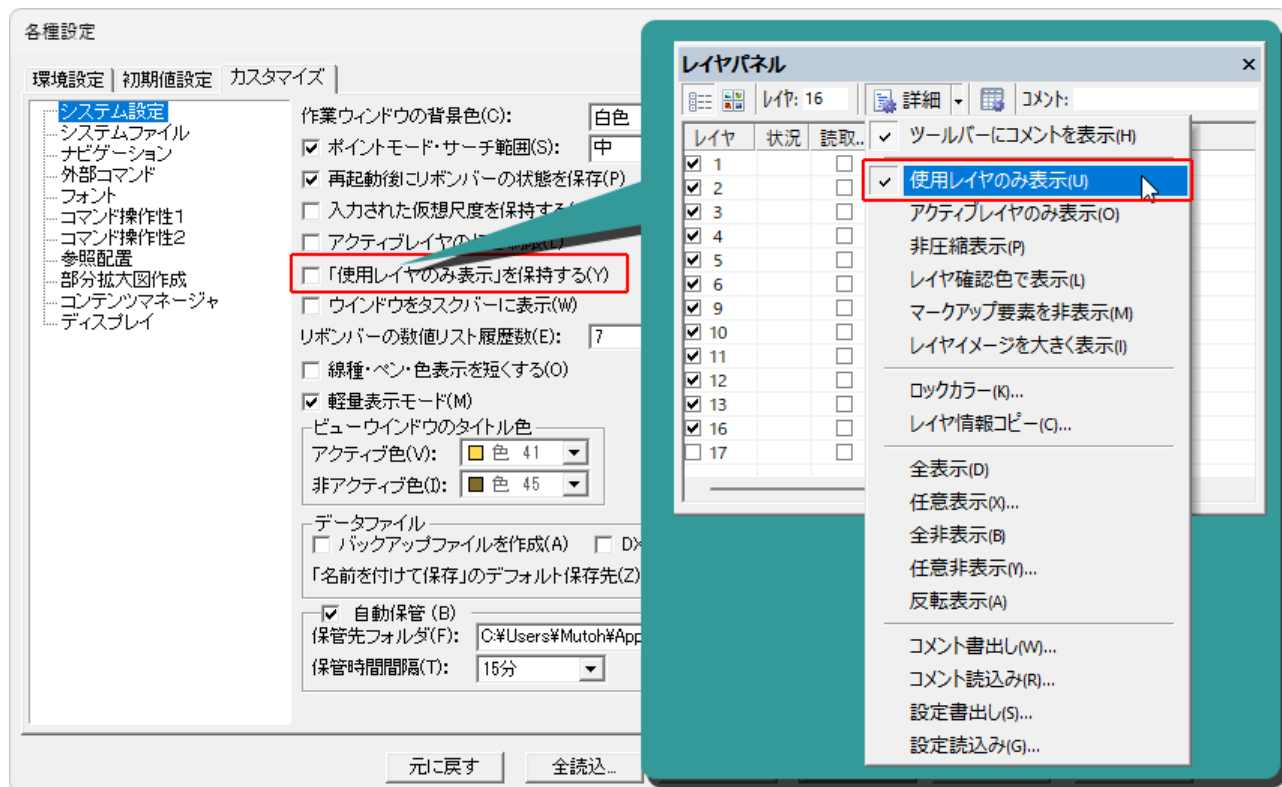 各種設定
環境設定 初期値設定 カスタマイズ
システム設定
システムファイル
ナビゲーション
外部コマンド
フォント
コマンド操作性1
コマンド操作性2
参照配置
部分拡大図作成
コンテンツマネージャ
ディスプレイ
作業ウィンドウの背景色(C): 白色
ポイントモード・サーチ範囲(S): 中
再起動後にリボンバーの状態を保存(P)
入力された仮想尺度を保持する
アクティブレイヤの
「使用レイヤのみ表示」を保持する(Y)
ウインドウをタスクバーに表示(W)
リボンバーの数値リスト履歴数(E): 7
線種・ペン・色表示を短くする(O)
軽量表示モード(M)
ビューウインドウのタイトル色
アクティブ色(V): 色 41
非アクティブ色(I): 色 45
データファイル
バックアップファイルを作成(A)
「名前を付けて保存」のデフォルト保存先(Z)
自動保管 (B)
保管先フォルダ(F): C:¥Users¥Mutoh¥App
保管時間間隔(T): 15分
元に戻す 全読込...
レイヤパネル ×
レイヤ: 16 詳細 コメント:
レイヤ 状況 読取..
1
2
3
4
5
6
9
10
11
12
13
16
17
ツールバーにコメントを表示(H)
使用レイヤのみ表示(U)
アクティブレイヤのみ表示(O)
非圧縮表示(P)
レイヤ確認色で表示(L)
マークアップ要素を非表示(M)
レイヤイメージを大きく表示(I)
ロックカラー(K)...
レイヤ情報コピー(C)...
全表示(D)
任意表示(X)...
全非表示(B)
任意非表示(Y)...
反転表示(A)
コメント書出し(W)...
コメント読込み(R)...
設定書出し(S)...
設定読込み(G)...